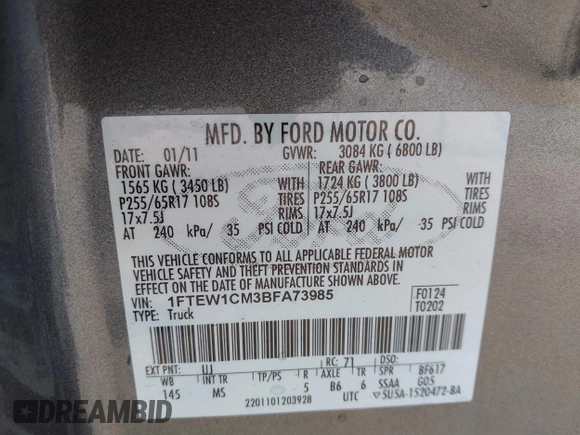 MFD. BY FORD MOTOR CO.
DATE: 01/11 GVWR: 3084 KG ( 6800 LB)
FRONT GAWR: REAR GAWR:
1565 KG ( 3450 LB) WITH 1724 KG ( 3800 LB) WITH
P255/65R17 108S TIRES P255/65R17 108S TIRES
17x7.5J RIMS 17x7.5J RIMS
AT 240 kPa/ 35 PSI COLD AT 240 kPa/ 35 PSI COLD
THIS VEHICLE CONFORMS TO ALL APPLICABLE FEDERAL MOTOR
VEHICLE SAFETY AND THEFT PREVENTION STANDARDS IN
EFFECT ON THE DATE OF MANUFACTURE SHOWN ABOVE.
VIN: 1FTEW1CM3BFA73985 F0124
TYPE: Truck T0202
EXT PNT: UJ RC: 71 DSO:
WB INT TR TP/PS R AXLE TR SPR BF617
145 MS 5 B6 6 SSAA G05
2201101203928 UTC 5U5A-1520472-BA
DREAMBID